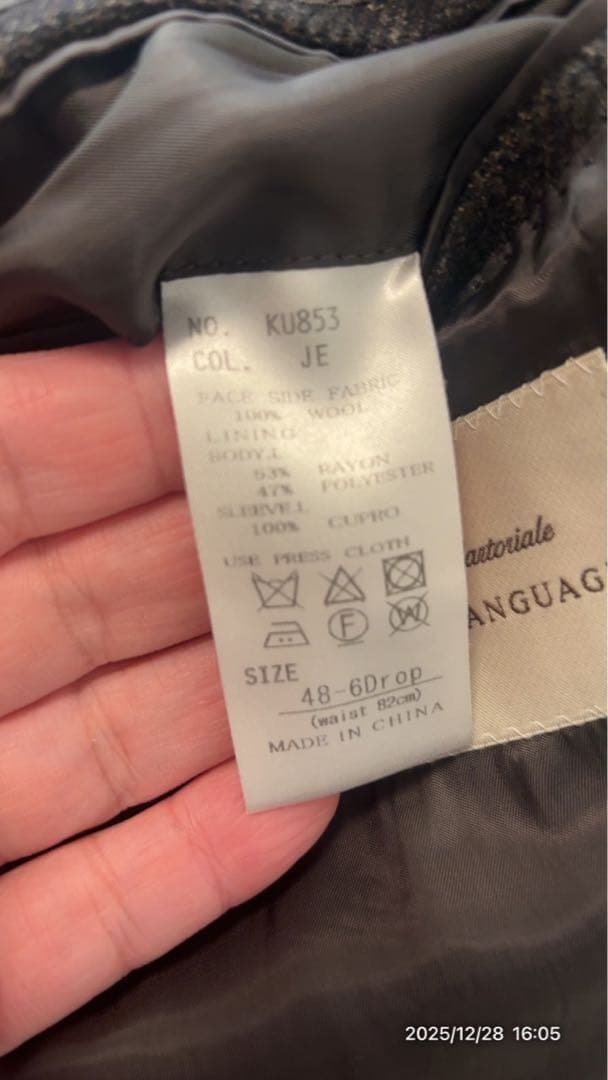 NO. KU853
COL. JE
FACE SIDE FABRIC
100% WOOL
LINING
BODY.L
53% RAYON
47% POLYESTER
SLEEVE.L
100% CUPRO
USE PRESS CLOTH
F W
SIZE
48-6Drop
(waist 82cm)
MADE IN CHINA
artoriale
ANGUAG
2025/12/28 16:05